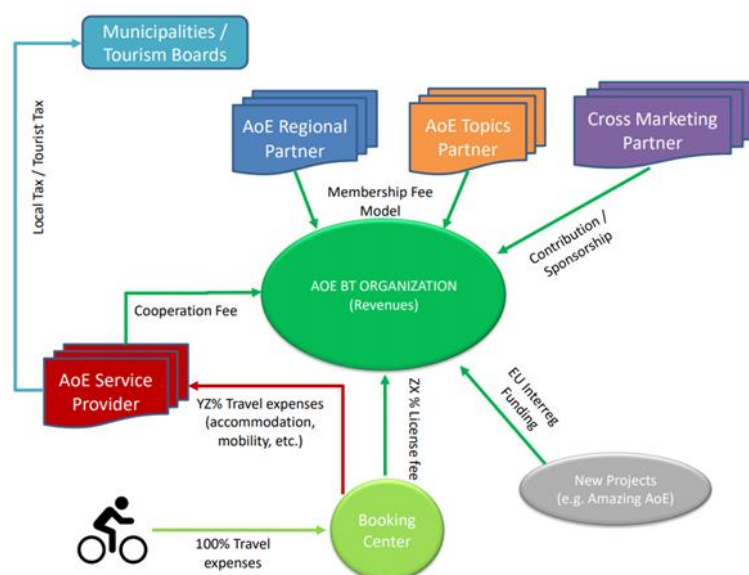 Municipalities /
Tourism Boards
Local Tax / Tourist Tax
AoE Regional
Partner
AoE Topics
Partner
Cross Marketing
Partner
Membership Fee
Model
Contribution /
Sponsorship
AOE BT ORGANIZATION
(Revenues)
Cooperation Fee
AoE Service
Provider
YZ% Travel expenses
(accommodation,
mobility, etc.)
ZX % License fee
EU Interreg
Funding
New Projects
(e.g. Amazing AoE)
Booking
Center
100% Travel
expenses